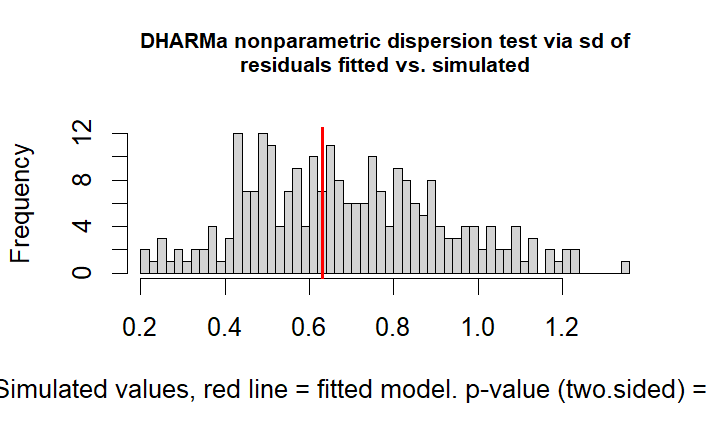 DHARMa nonparametric dispersion test via sd of
residuals fitted vs. simulated
Frequency
12
8
4
0
0.2 0.4 0.6 0.8 1.0 1.2
Simulated values, red line = fitted model. p-value (two.sided) =